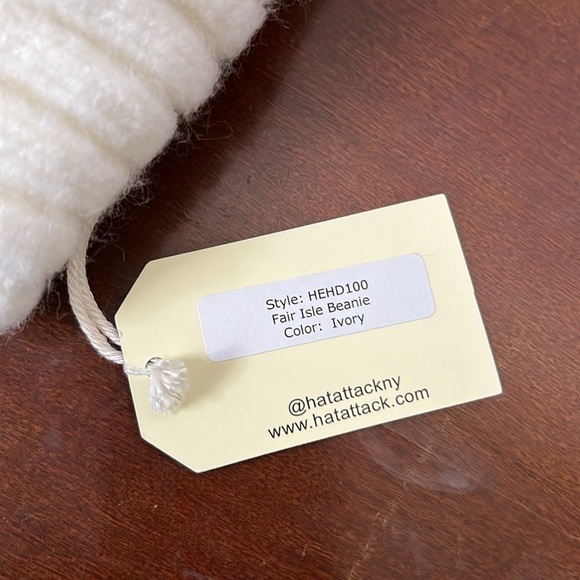 Style: HEHD100
Fair Isle Beanie
Color: Ivory
@hatattackny
www.hatattack.com